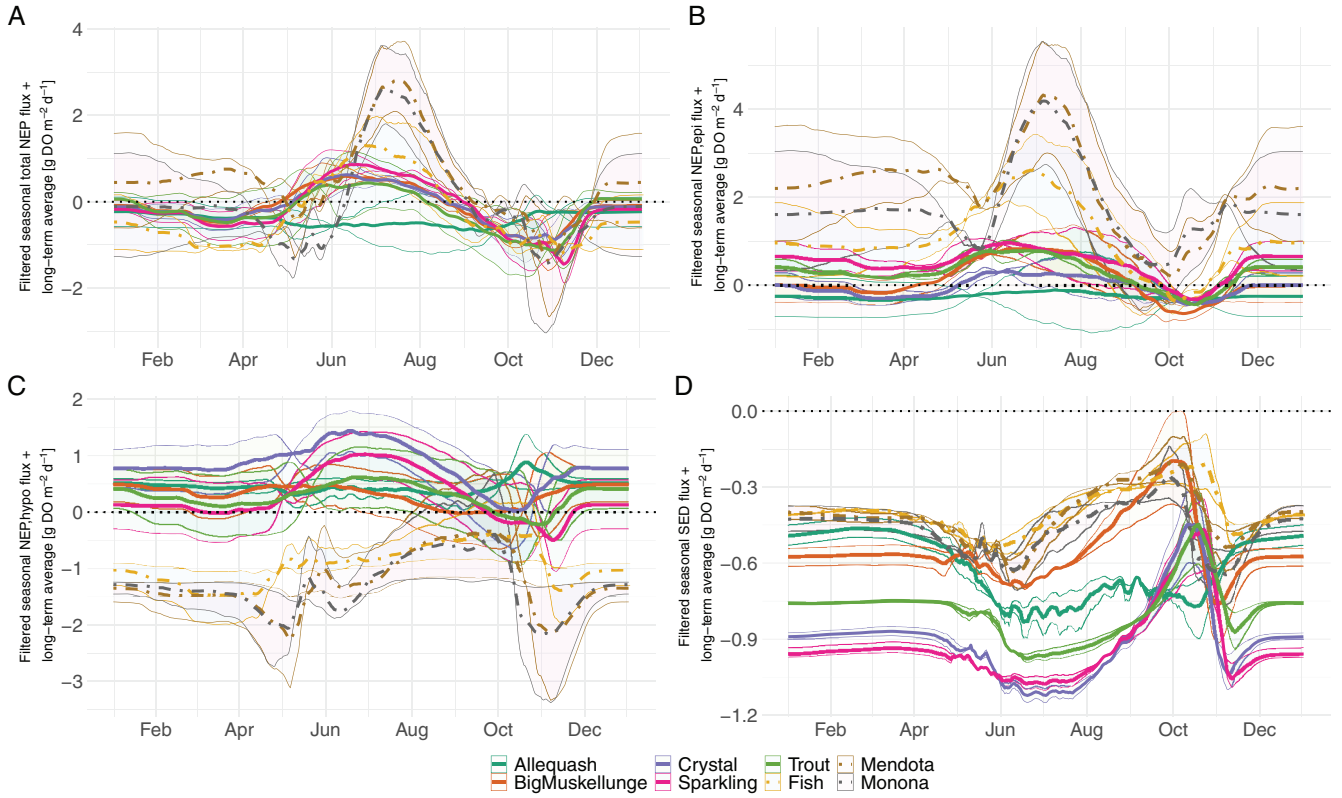 A
Filtered seasonal total NEP flux +
long−term average [g DO m−2 d−1]
4
2
0
−2
Feb Apr Jun Aug Oct Dec
B
Filtered seasonal NEP,epi flux +
long−term average [g DO m−2 d−1]
4
2
0
Feb Apr Jun Aug Oct Dec
C
Filtered seasonal NEP,hypo flux +
long−term average [g DO m−2 d−1]
2
1
0
−1
−2
−3
Feb Apr Jun Aug Oct Dec
D
Filtered seasonal SED flux +
long−term average [g DO m−2 d−1]
0.0
−0.3
−0.6
−0.9
−1.2
Feb Apr Jun Aug Oct Dec
Allequash Crystal Trout Mendota
BigMuskellunge Sparkling Fish Monona